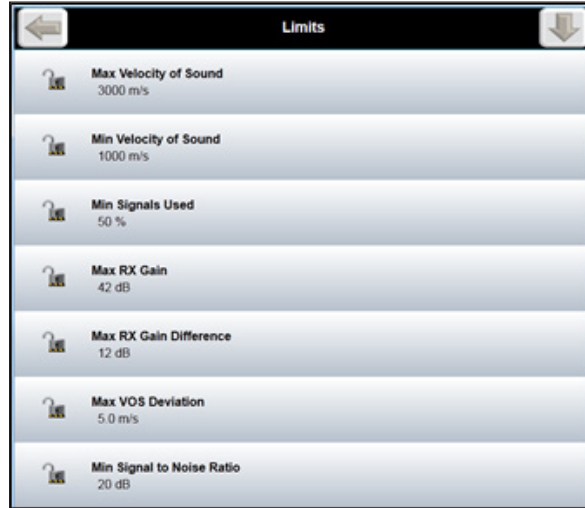 Limits
Max Velocity of Sound
3000 m/s
Min Velocity of Sound
1000 m/s
Min Signals Used
50 %
Max RX Gain
42 dB
Max RX Gain Difference
12 dB
Max VOS Deviation
5.0 m/s
Min Signal to Noise Ratio
20 dB